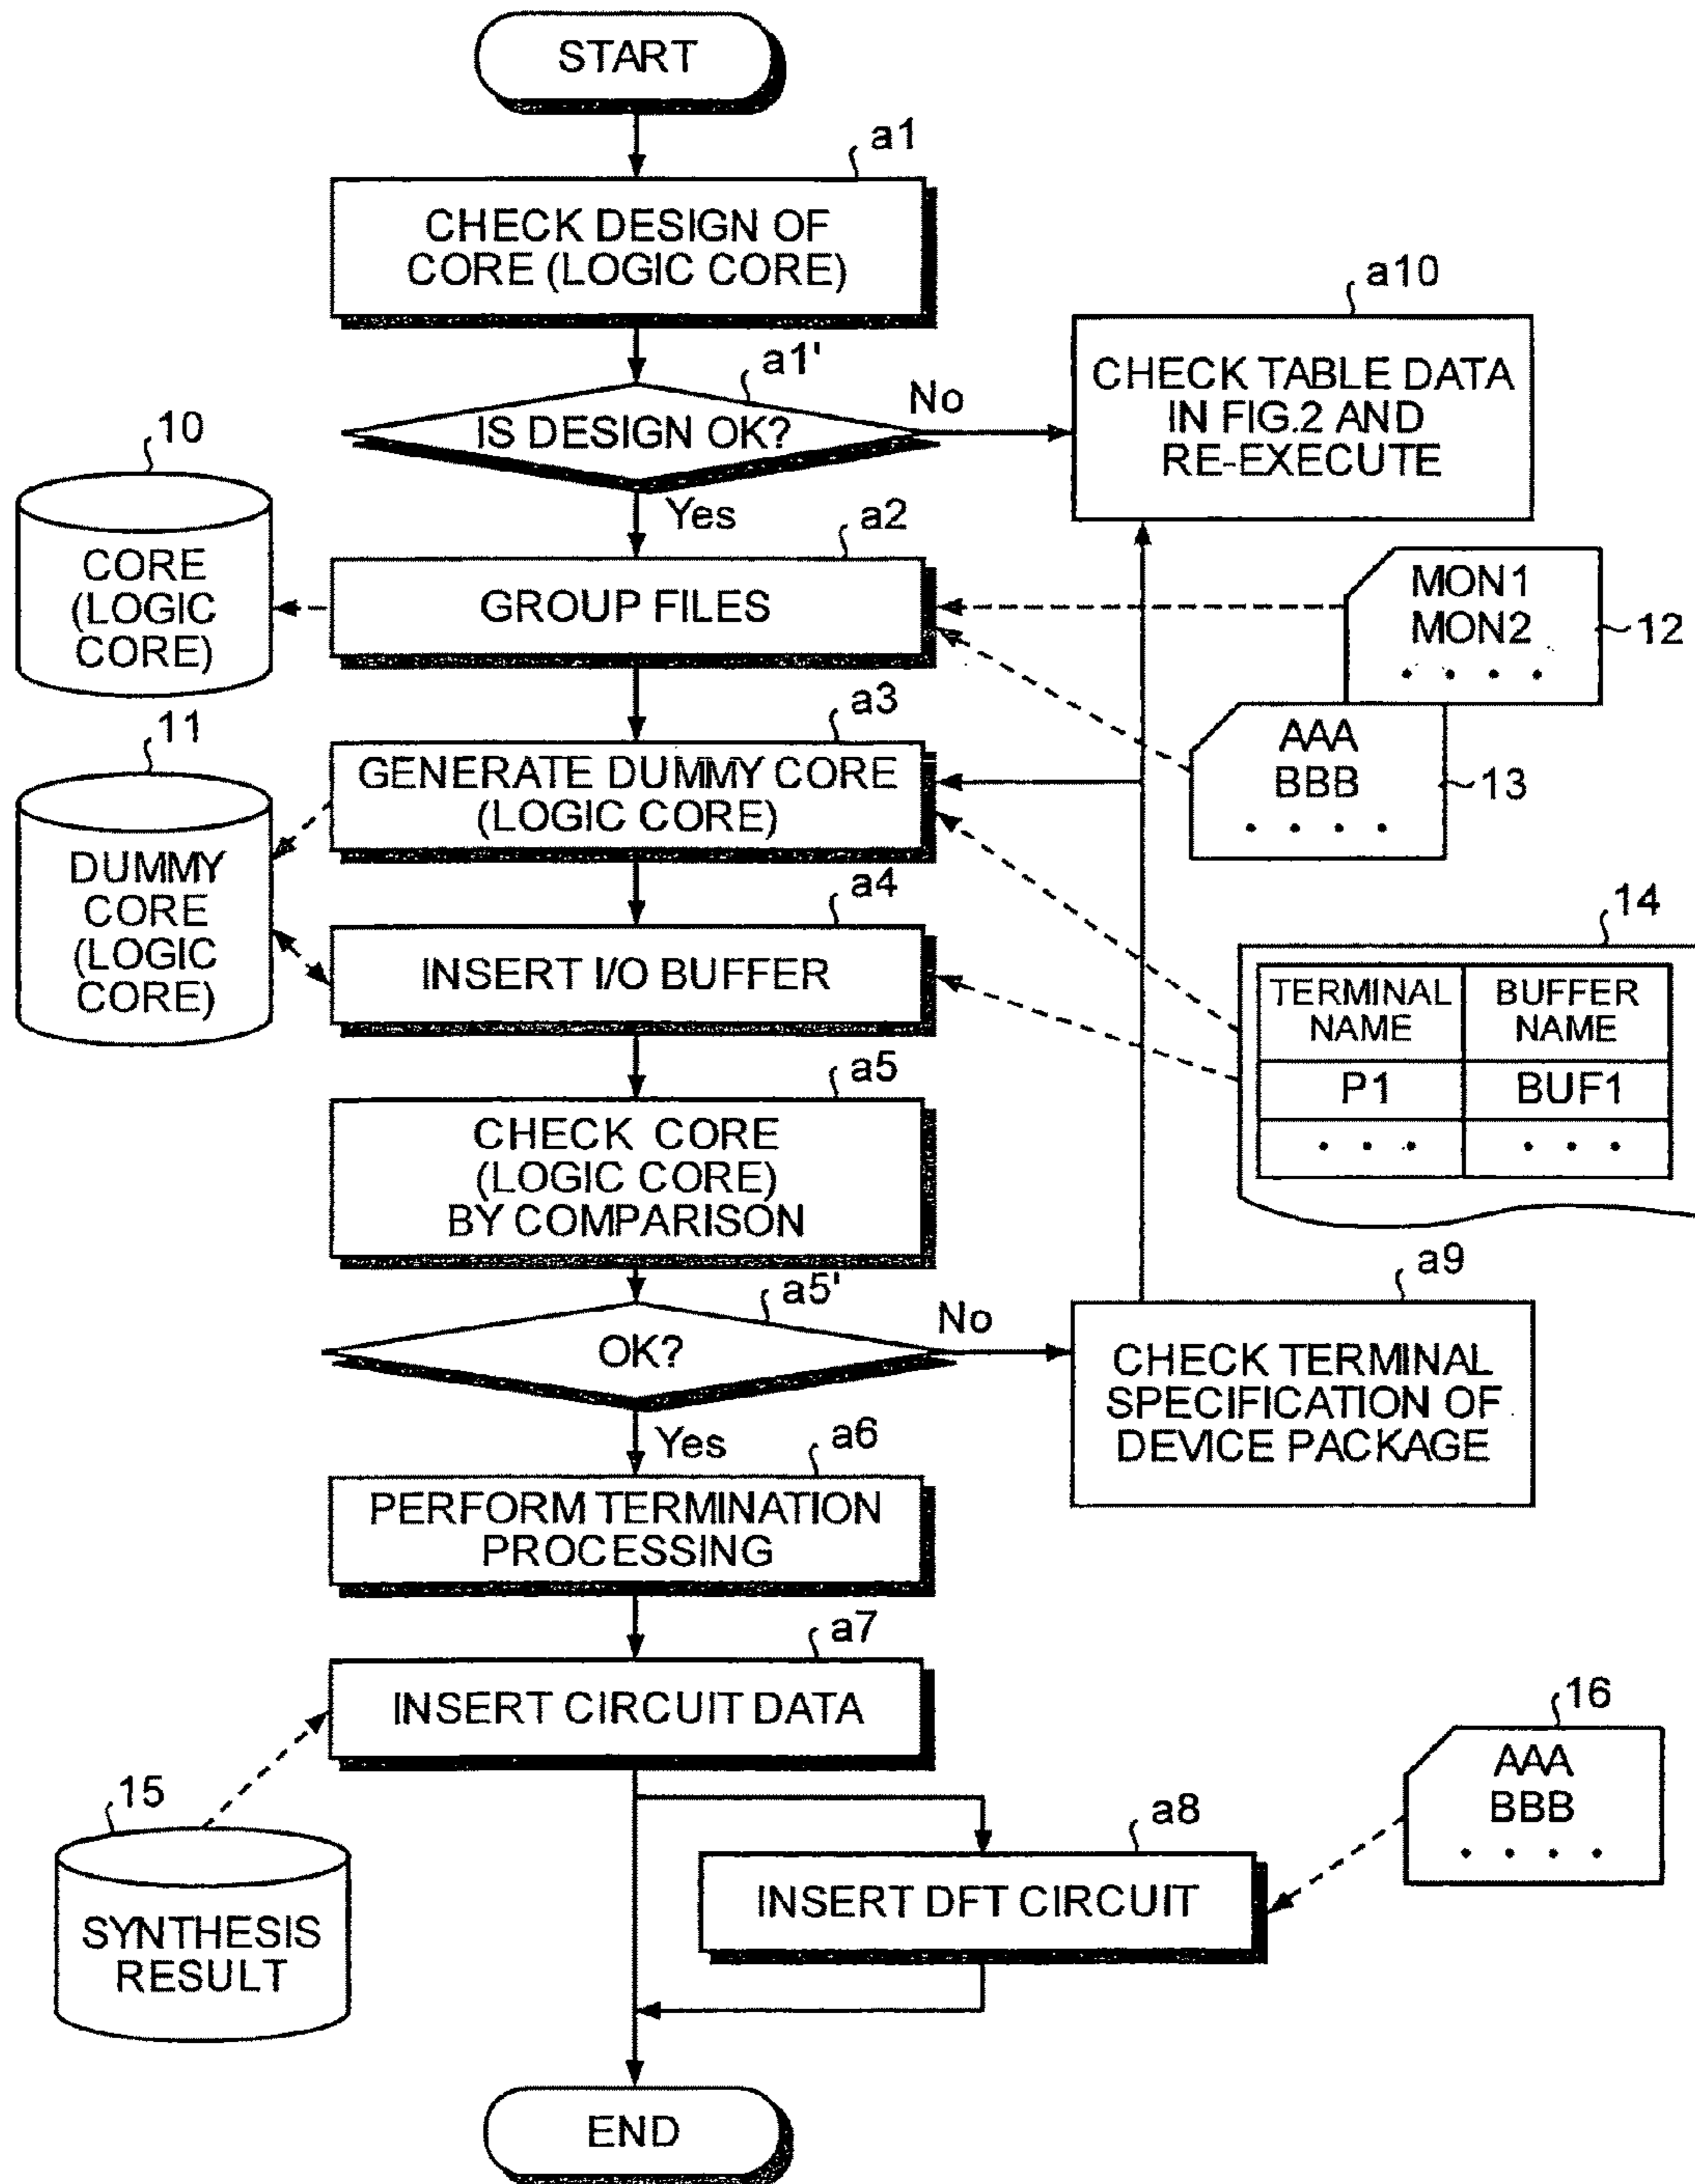 START
a1
CHECK DESIGN OF
CORE (LOGIC CORE)
a10
CHECK TABLE DATA
IN FIG.2 AND
RE-EXECUTE
a1'
IS DESIGN OK?
No
Yes
10
CORE
(LOGIC
CORE)
a2
GROUP FILES
MON1
MON2
. . . .
12
AAA
BBB
. . . .
13
11
DUMMY
CORE
(LOGIC
CORE)
a3
GENERATE DUMMY CORE
(LOGIC CORE)
a4
INSERT I/O BUFFER
14
TERMINAL NAME
BUFFER NAME
P1
BUF1
. . .
. . .
a5
CHECK CORE
(LOGIC CORE)
BY COMPARISON
a5'
OK?
No
Yes
a9
CHECK TERMINAL
SPECIFICATION OF
DEVICE PACKAGE
a6
PERFORM TERMINATION
PROCESSING
a7
INSERT CIRCUIT DATA
15
SYNTHESIS
RESULT
a8
INSERT DFT CIRCUIT
16
AAA
BBB
. . . .
END